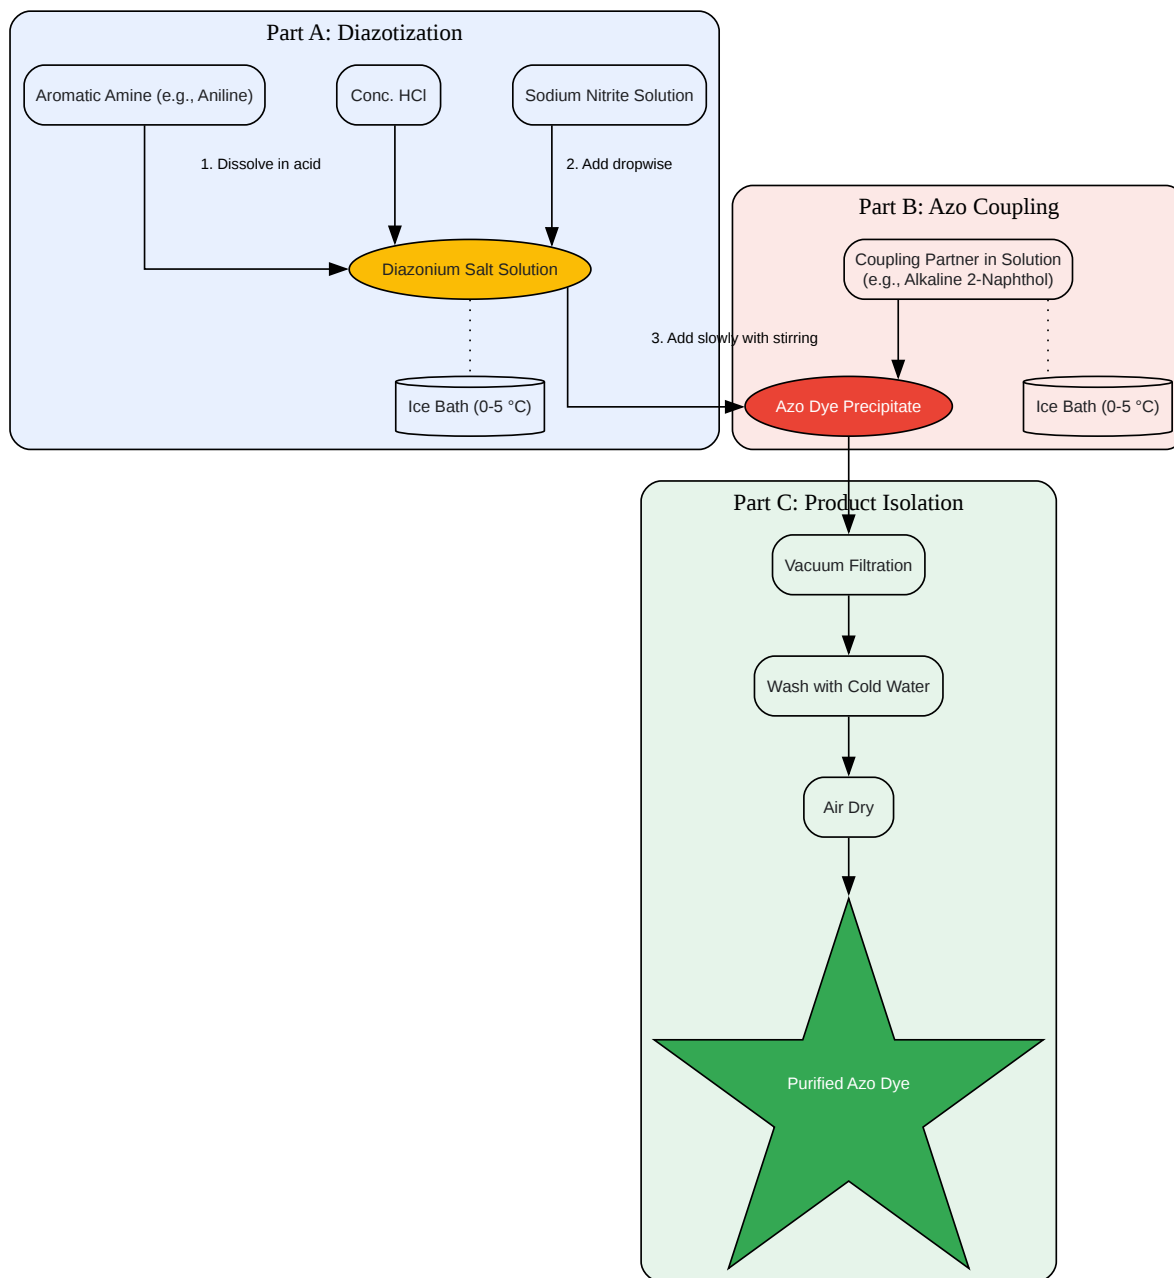 Part A: Diazotization
Aromatic Amine (e.g., Aniline)
Conc. HCl
Sodium Nitrite Solution
1. Dissolve in acid
2. Add dropwise
Diazonium Salt Solution
Ice Bath (0-5 °C)
Part B: Azo Coupling
Coupling Partner in Solution
(e.g., Alkaline 2-Naphthol)
3. Add slowly with stirring
Azo Dye Precipitate
Ice Bath (0-5 °C)
Part C: Product Isolation
Vacuum Filtration
Wash with Cold Water
Air Dry
Purified Azo Dye